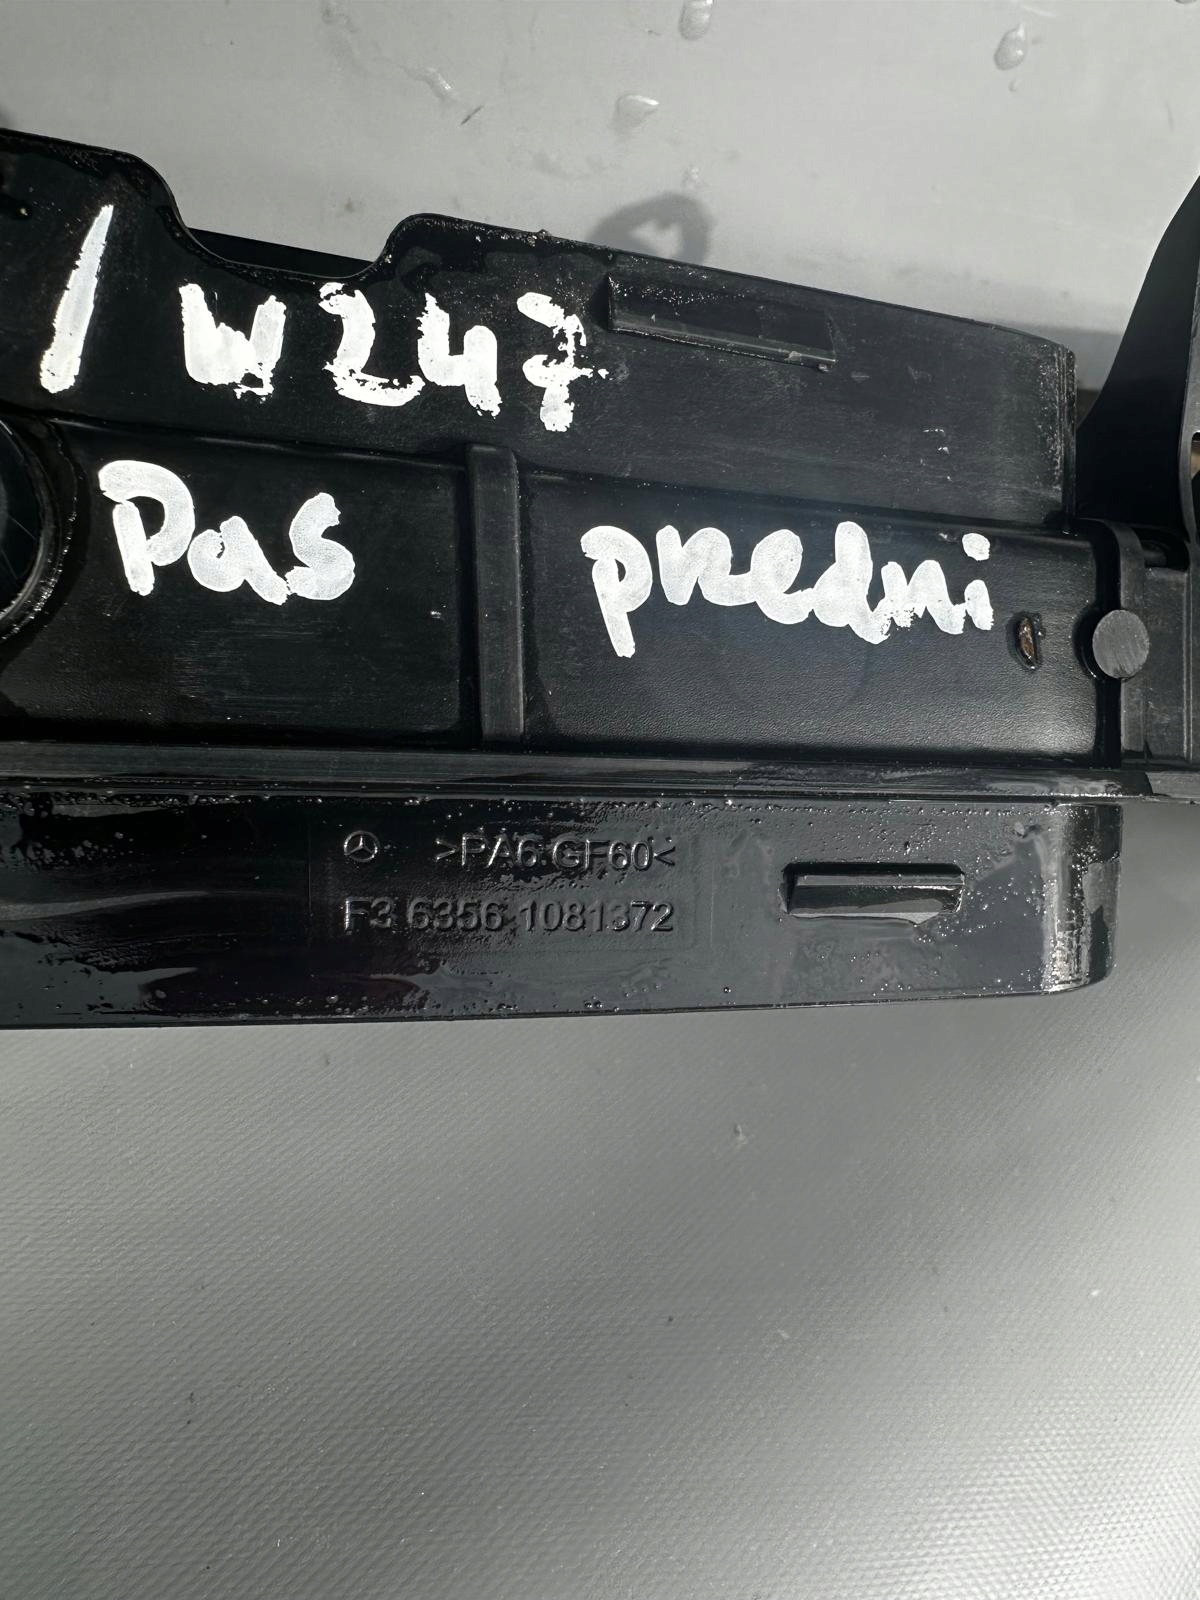 / W247
Pas predni
>PA6 GF60<
F3 6356 1081372